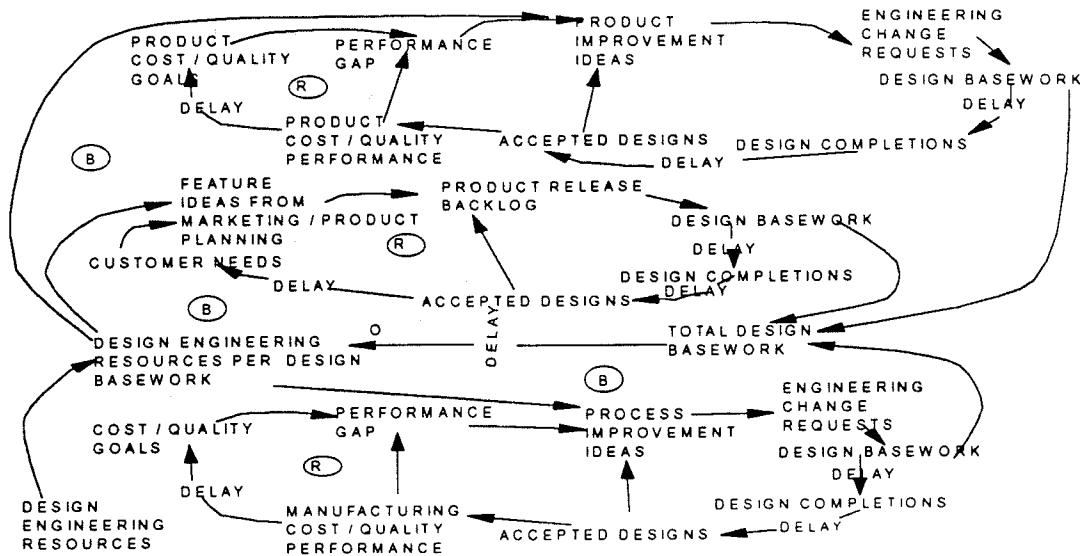 PRODUCT
COST / QUALITY
GOALS
PERFORMANCE
GAP
PRODUCT
IMPROVEMENT
IDEAS
ENGINEERING
CHANGE
REQUESTS
DESIGN BASEWORK
DELAY
R
DELAY
PRODUCT
COST / QUALITY
PERFORMANCE
ACCEPTED DESIGNS
DELAY
DESIGN COMPLETIONS
B
FEATURE
IDEAS FROM
MARKETING / PRODUCT
PLANNING
PRODUCT RELEASE
BACKLOG
DESIGN BASEWORK
R
DELAY
CUSTOMER NEEDS
DELAY
DESIGN COMPLETIONS
DELAY
ACCEPTED DESIGNS
B
O
DELAY
DESIGN ENGINEERING
RESOURCES PER DESIGN
BASEWORK
TOTAL DESIGN
BASEWORK
B
COST / QUALITY
GOALS
PERFORMANCE
GAP
PROCESS
IMPROVEMENT
IDEAS
ENGINEERING
CHANGE
REQUESTS
DESIGN BASEWORK
DELAY
R
DELAY
DESIGN
ENGINEERING
RESOURCES
MANUFACTURING
COST / QUALITY
PERFORMANCE
ACCEPTED DESIGNS
DESIGN COMPLETIONS
DELAY